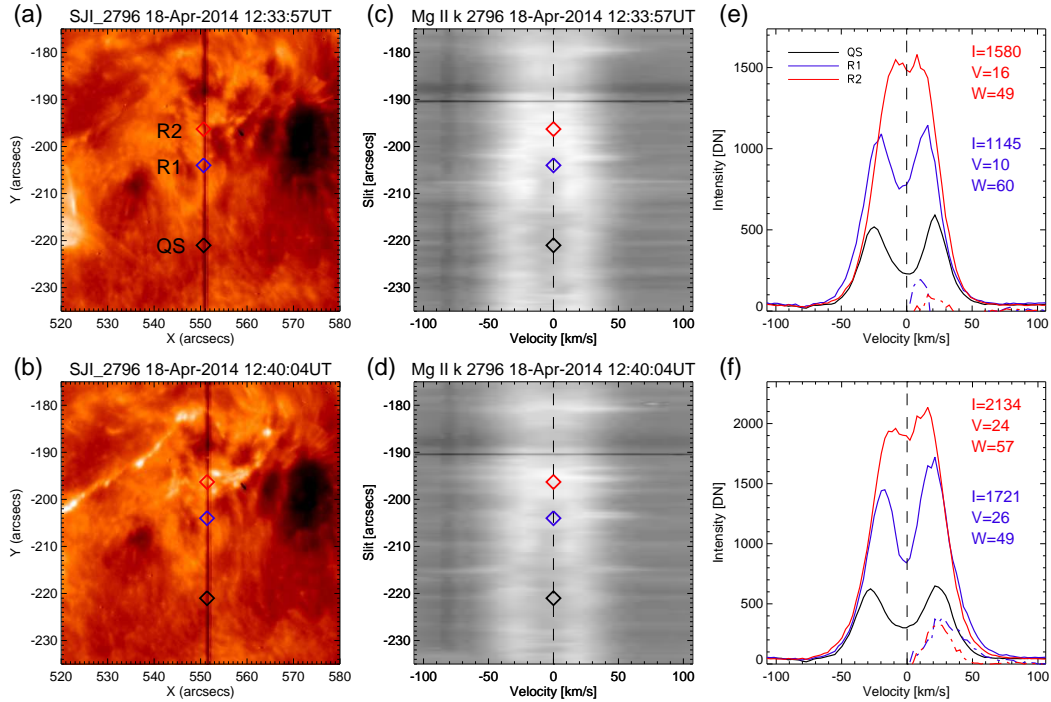 (a) SJI_2796 18-Apr-2014 12:33:57UT
-180
-190
-200
-210
-220
-230
Y (arcsecs)
R2
R1
QS
520 530 540 550 560 570 580
X (arcsecs)
(c) Mg II k 2796 18-Apr-2014 12:33:57UT
-180
-190
-200
-210
-220
-230
Slit [arcsec]
-100 -50 0 50 100
Velocity [km/s]
(e)
QS
R1
R2
I=1580
V=16
W=49
I=1145
V=10
W=60
1500
1000
500
0
Intensity [DN]
-100 -50 0 50 100
Velocity [km/s]
(b) SJI_2796 18-Apr-2014 12:40:04UT
-180
-190
-200
-210
-220
-230
Y (arcsecs)
520 530 540 550 560 570 580
X (arcsecs)
(d) Mg II k 2796 18-Apr-2014 12:40:04UT
-180
-190
-200
-210
-220
-230
Slit [arcsec]
-100 -50 0 50 100
Velocity [km/s]
(f)
I=2134
V=24
W=57
I=1721
V=26
W=49
2000
1500
1000
500
0
Intensity [DN]
-100 -50 0 50 100
Velocity [km/s]